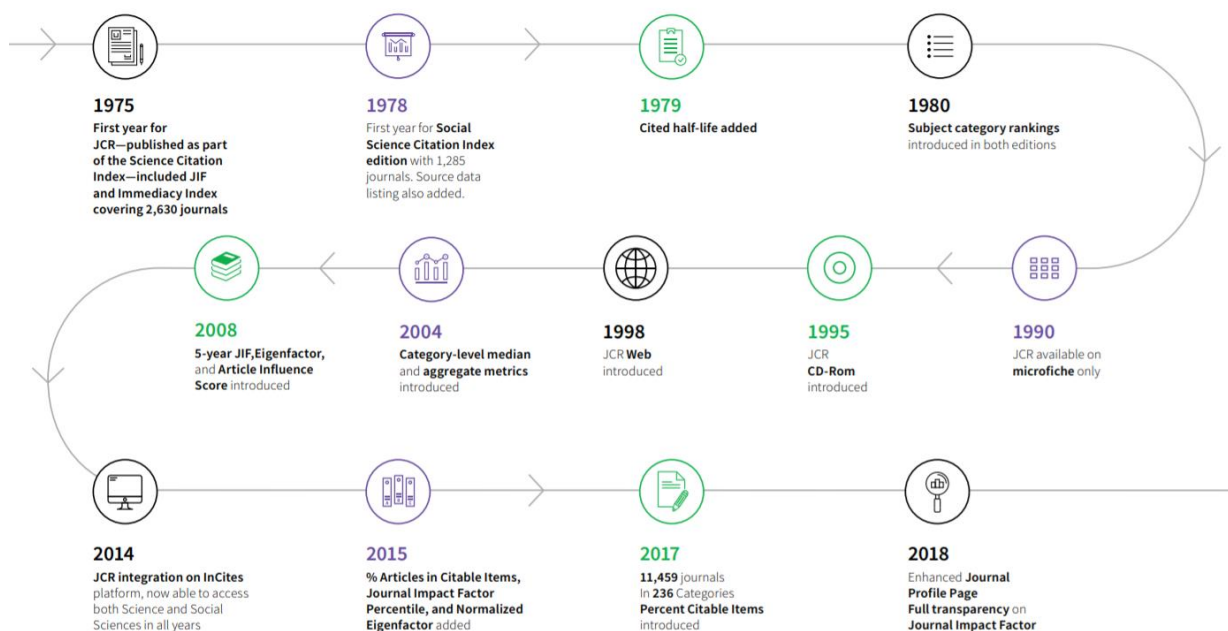 1975
First year for
JCR—published as part
of the Science Citation
Index—included JIF
and Immediacy Index
covering 2,630 journals
1978
First year for Social
Science Citation Index
edition with 1,285
journals. Source data
listing also added.
1979
Cited half-life added
1980
Subject category rankings
introduced in both editions
2008
5-year JIF,Eigenfactor,
and Article Influence
Score introduced
2004
Category-level median
and aggregate metrics
introduced
1998
JCR Web
introduced
1995
JCR
CD-Rom
introduced
1990
JCR available on
microfiche only
2014
JCR integration on InCites
platform, now able to access
both Science and Social
Sciences in all years
2015
% Articles in Citable Items,
Journal Impact Factor
Percentile, and Normalized
Eigenfactor added
2017
11,459 journals
In 236 Categories
Percent Citable Items
introduced
2018
Enhanced Journal
Profile Page
Full transparency on
Journal Impact Factor